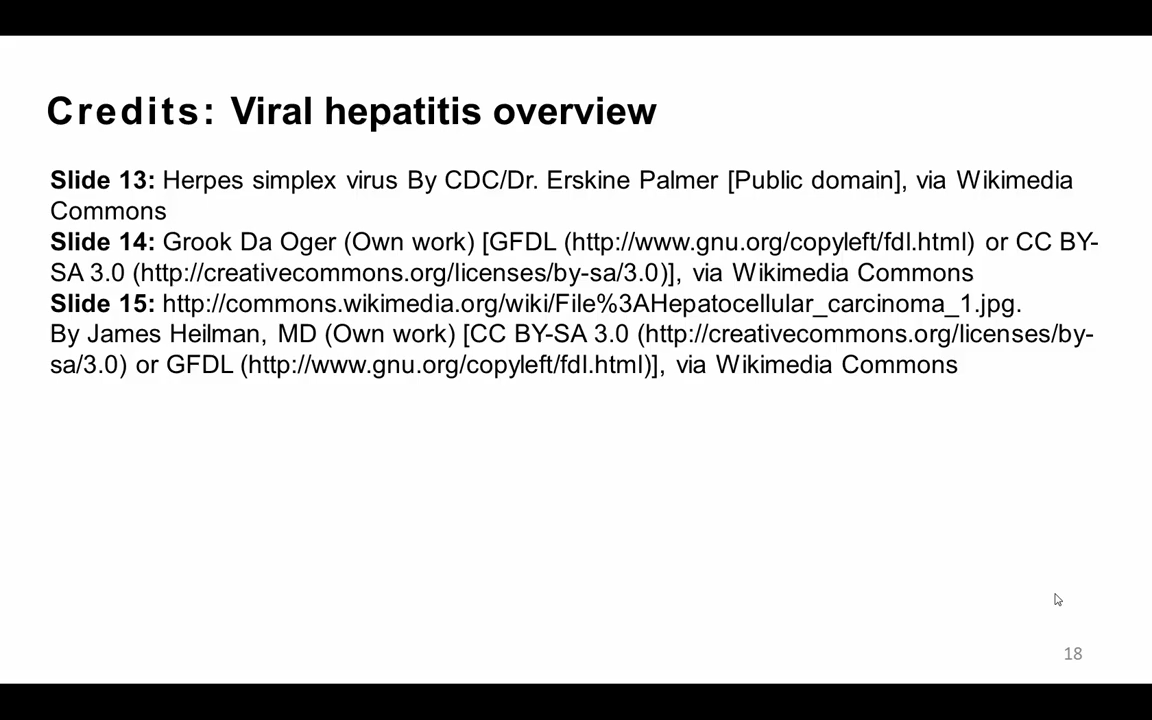 Credits: Viral hepatitis overview
Slide 13: Herpes simplex virus By CDC/Dr. Erskine Palmer [Public domain], via Wikimedia
Commons
Slide 14: Grook Da Oger (Own work) [GFDL (http://www.gnu.org/copyleft/fdl.html) or CC BY-
SA 3.0 (http://creativecommons.org/licenses/by-sa/3.0)], via Wikimedia Commons
Slide 15: http://commons.wikimedia.org/wiki/File%3AHepatocellular_carcinoma_1.jpg.
By James Heilman, MD (Own work) [CC BY-SA 3.0 (http://creativecommons.org/licenses/by-
sa/3.0) or GFDL (http://www.gnu.org/copyleft/fdl.html)], via Wikimedia Commons
18